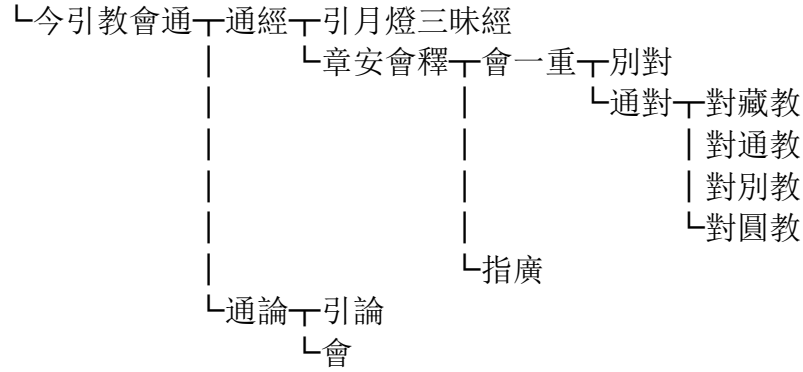 └今引教會通┬通經┬引月燈三昧經
│ └章安會釋┬會一重┬別對
│ │ └通對┬對藏教
│ │ │對通教
│ │ │對別教
│ │ └對圓教
│ └指廣
└通論┬引論
└會